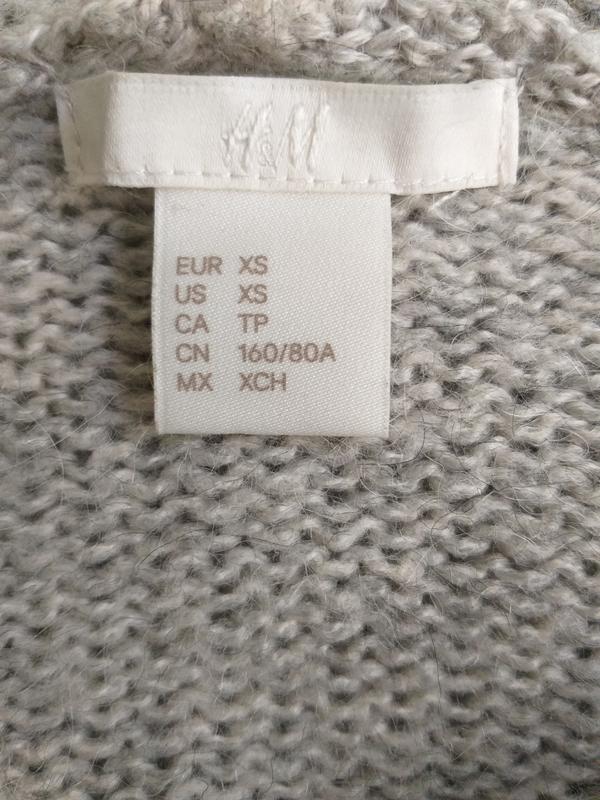 H&M
EUR XS
US XS
CA TP
CN 160/80A
MX XCH